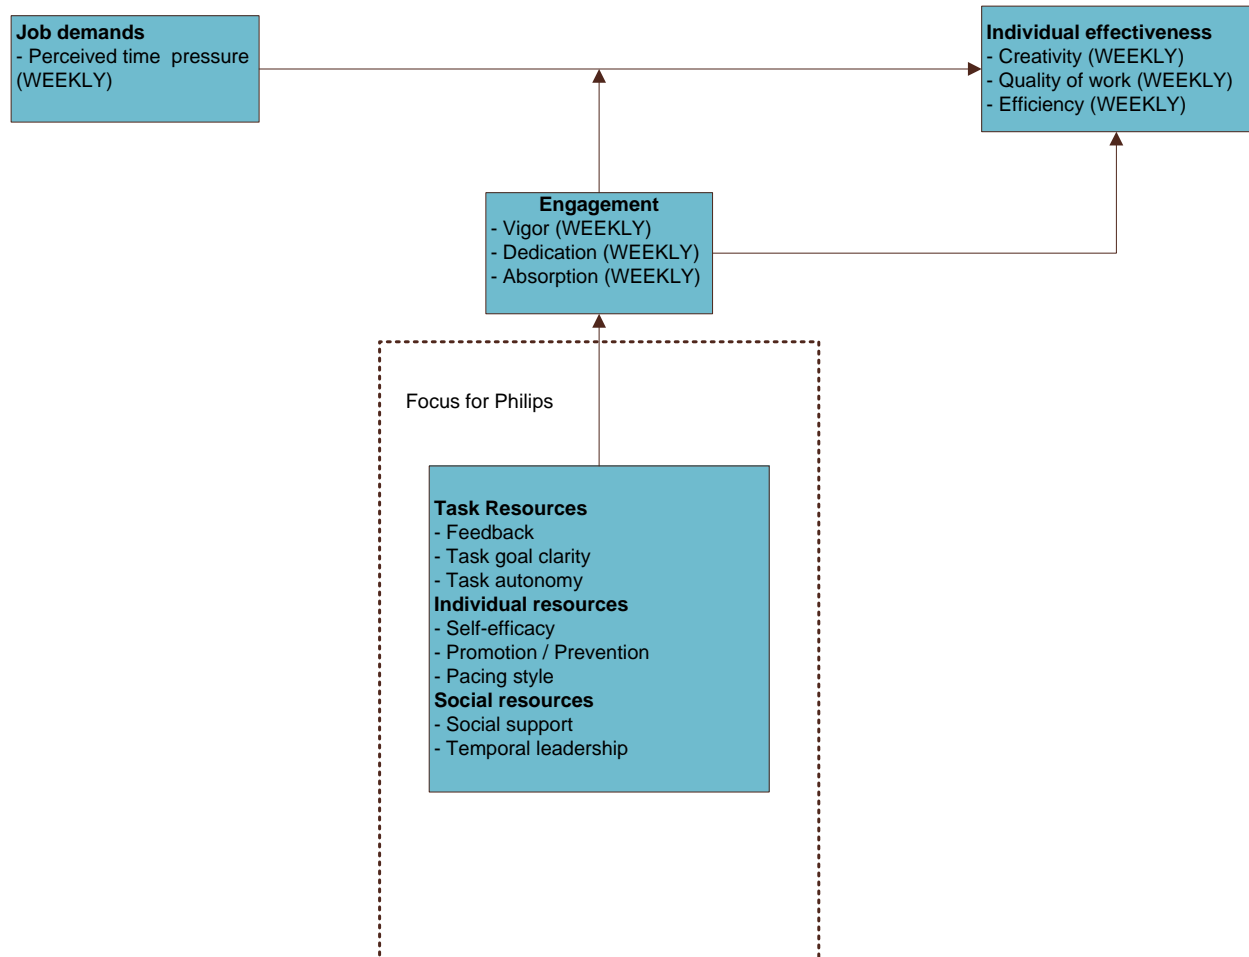 Job demands
- Perceived time pressure
(WEEKLY)
Individual effectiveness
- Creativity (WEEKLY)
- Quality of work (WEEKLY)
- Efficiency (WEEKLY)
Engagement
- Vigor (WEEKLY)
- Dedication (WEEKLY)
- Absorption (WEEKLY)
Focus for Philips
Task Resources
- Feedback
- Task goal clarity
- Task autonomy
Individual resources
- Self-efficacy
- Promotion / Prevention
- Pacing style
Social resources
- Social support
- Temporal leadership